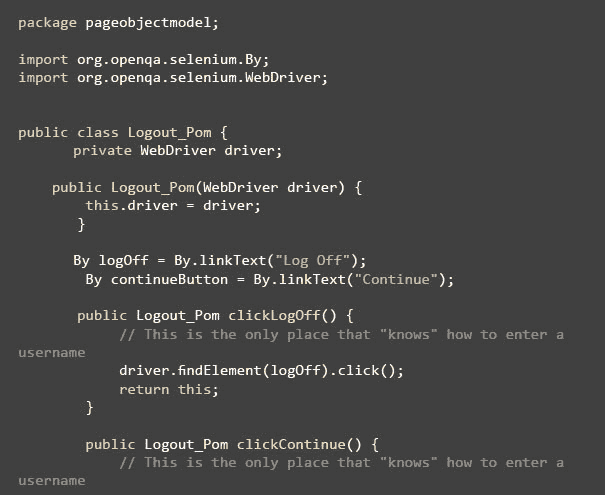 package pageobjectmodel;
import org.openqa.selenium.By;
import org.openqa.selenium.WebDriver;
public class Logout_Pom {
private WebDriver driver;
public Logout_Pom(WebDriver driver) {
this.driver = driver;
}
By logOff = By.linkText("Log Off");
By continueButton = By.linkText("Continue");
public Logout_Pom clickLogOff() {
// This is the only place that "knows" how to enter a
username
driver.findElement(logOff).click();
return this;
}
public Logout_Pom clickContinue() {
// This is the only place that "knows" how to enter a
username